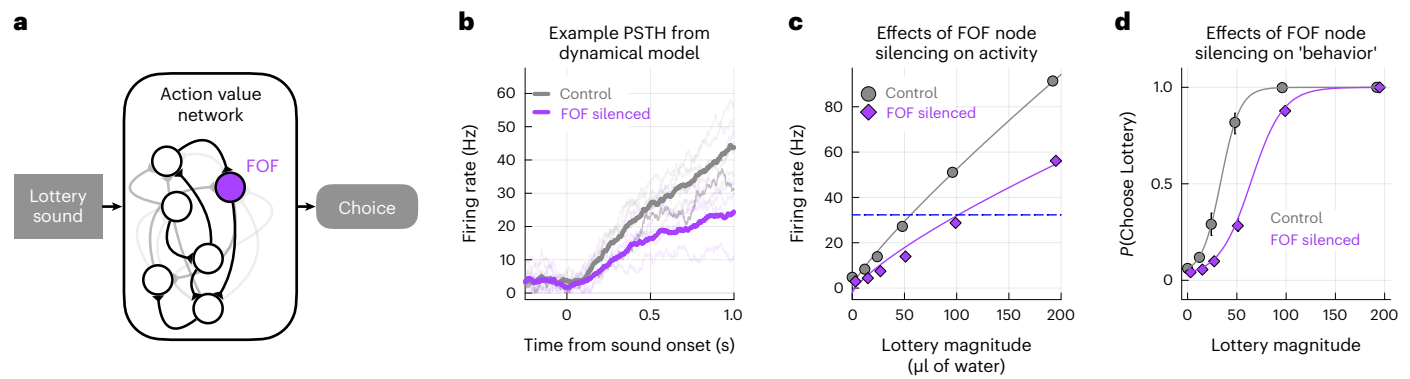 a
Action value
network
FOF
Lottery
sound
Choice
b
Example PSTH from
dynamical model
Control
FOF silenced
Firing rate (Hz)
60
50
40
30
20
10
0
0
0.5
1.0
Time from sound onset (s)
c
Effects of FOF node
silencing on activity
Control
FOF silenced
Firing rate (Hz)
80
60
40
20
0
0
50
100
150
200
Lottery magnitude
(µl of water)
d
Effects of FOF node
silencing on 'behavior'
P(Choose Lottery)
1.0
0.5
0
Control
FOF silenced
0
50
100
150
200
Lottery magnitude